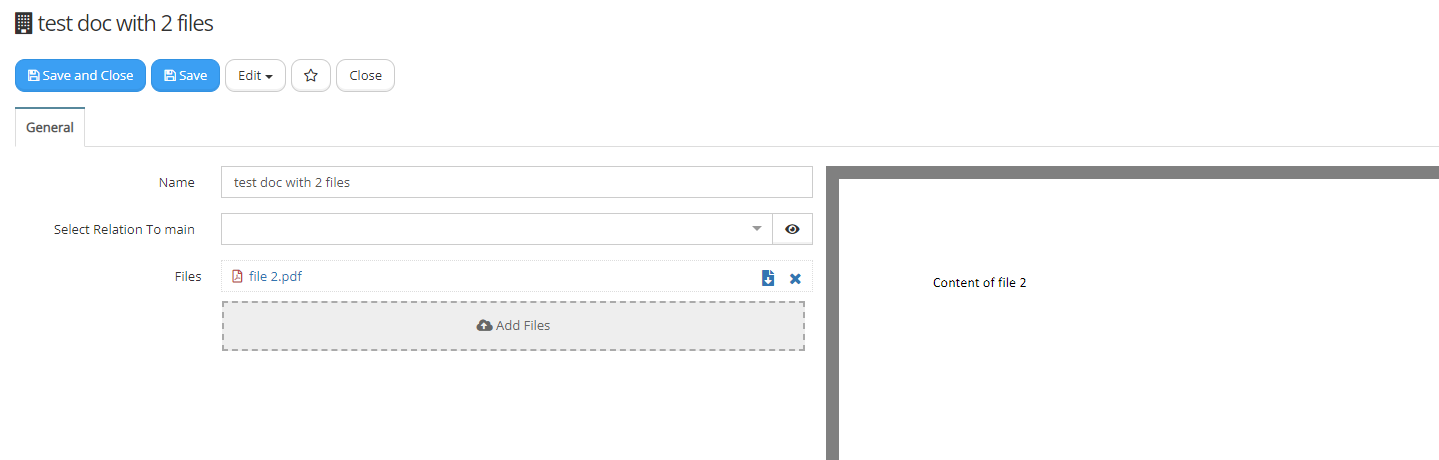 test doc with 2 files
Save and Close Save Edit Close
General
Name test doc with 2 files
Select Relation To main
Files file 2.pdf
Add Files
Content of file 2